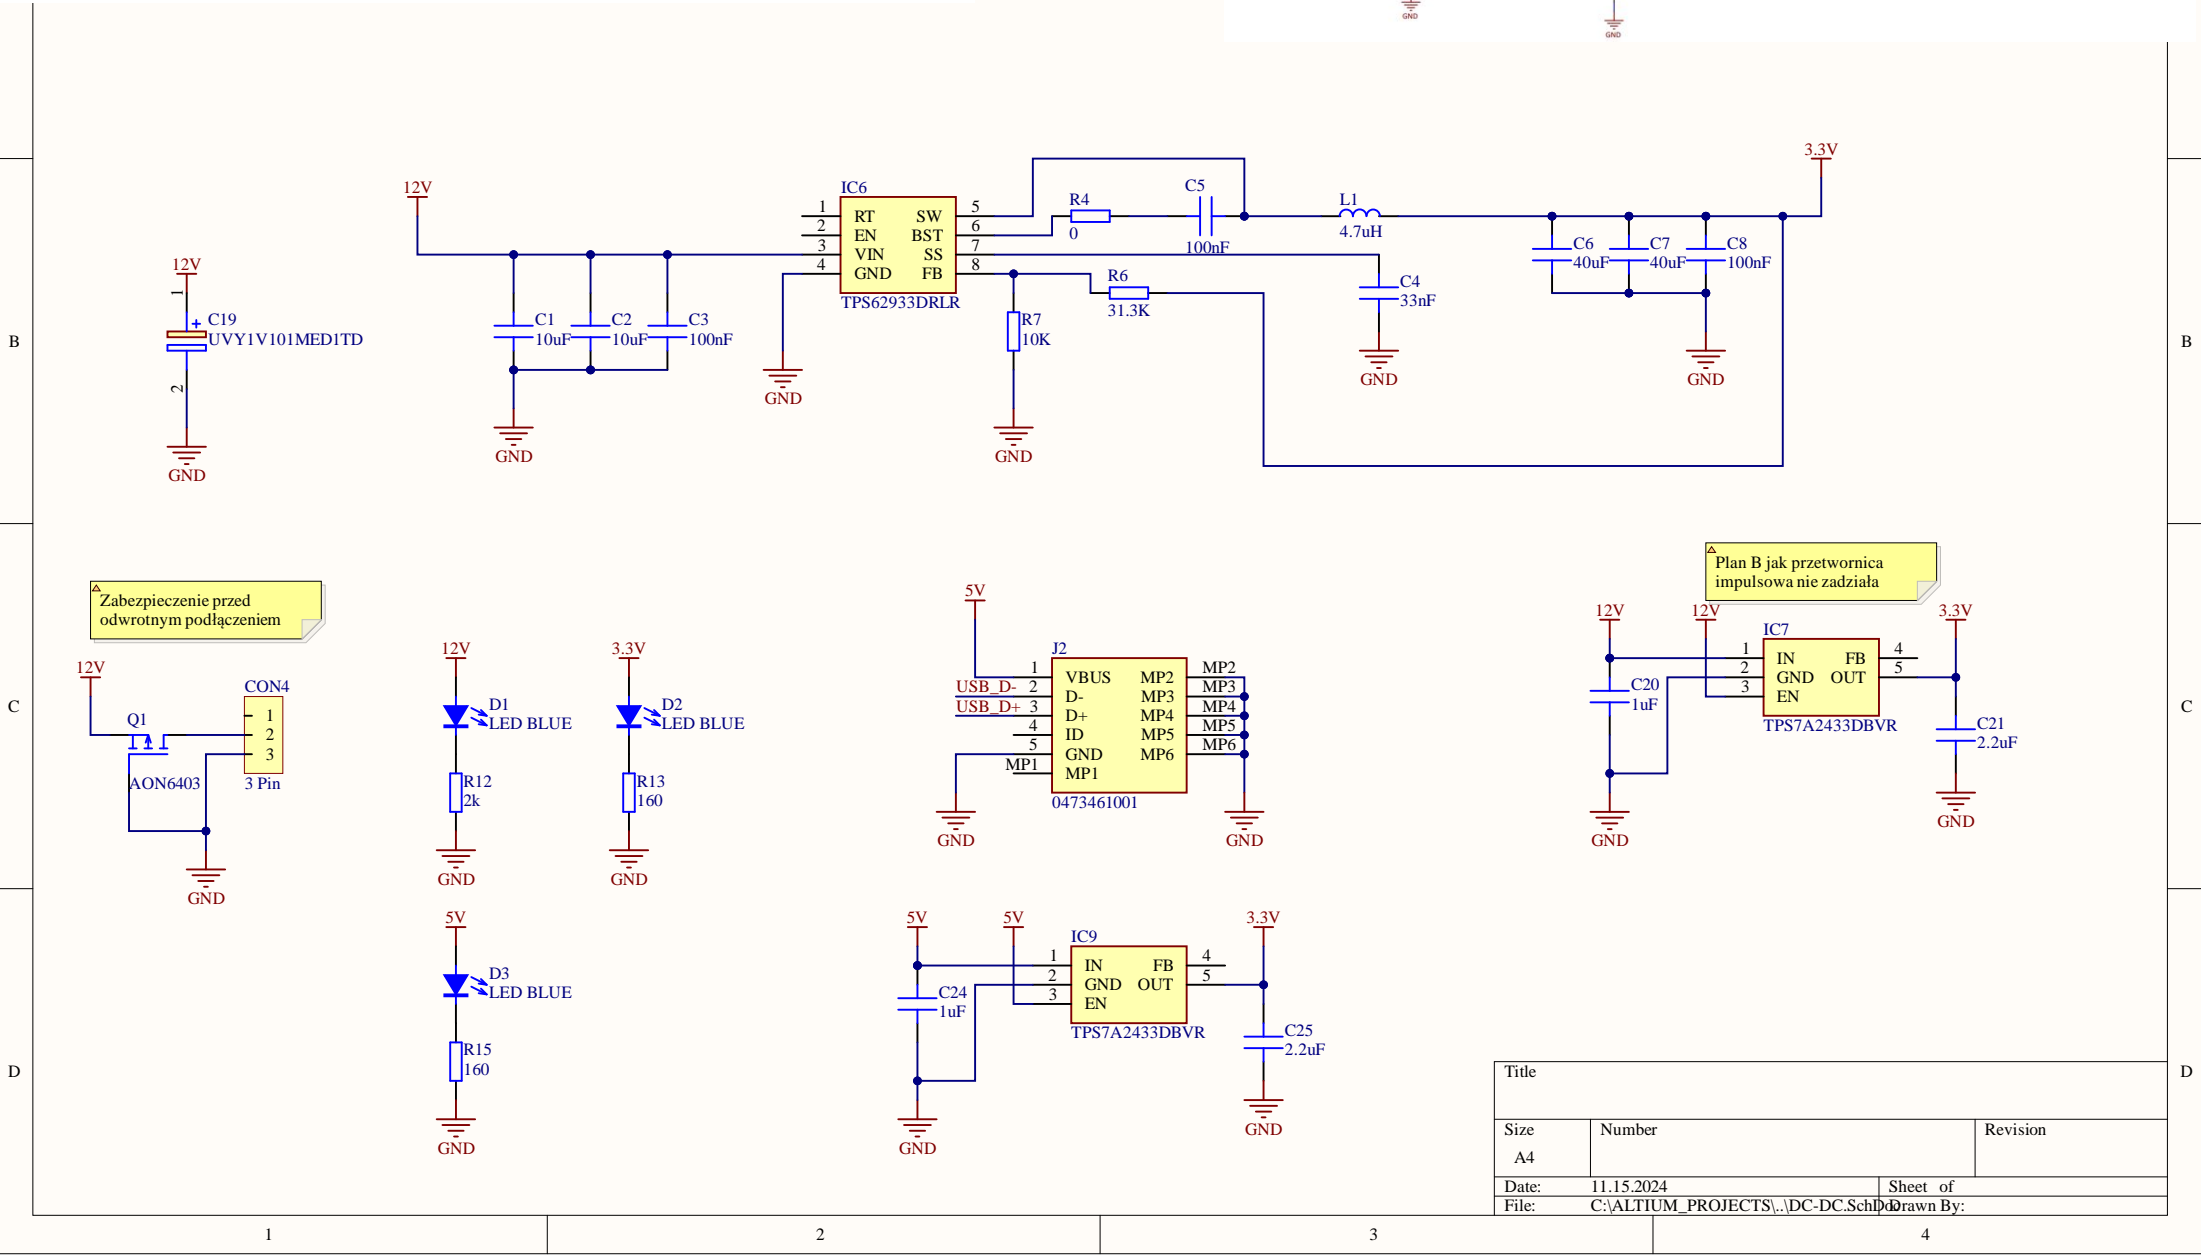 GND
GND
B
B
C
C
D
D
1
2
3
4
12V
1
C19
UVY1V101MED1TD
2
GND
12V
C1
10uF
C2
10uF
C3
100nF
GND
GND
IC6
1
2
3
4
RT
EN
VIN
GND
SW
BST
SS
FB
5
6
7
8
TPS62933DRLR
R4
0
C5
100nF
R6
31.3K
R7
10K
GND
L1
4.7uH
C4
33nF
GND
C6
40uF
C7
40uF
C8
100nF
GND
3.3V
Zabezpieczenie przed
odwrotnym podłączeniem
12V
Q1
AON6403
CON4
1
2
3
3 Pin
GND
12V
D1
LED BLUE
R12
2k
GND
3.3V
D2
LED BLUE
R13
160
GND
5V
D3
LED BLUE
R15
160
GND
5V
J2
USB_D-
USB_D+
1
2
3
4
5
MP1
VBUS
D-
D+
ID
GND
MP1
MP2
MP3
MP4
MP5
MP6
MP2
MP3
MP4
MP5
MP6
0473461001
GND
GND
Plan B jak przetwornica
impulsowa nie zadziała
12V
12V
IC7
1
2
3
IN
GND
EN
FB
OUT
4
5
TPS7A2433DBVR
C20
1uF
GND
3.3V
C21
2.2uF
GND
5V
5V
IC9
1
2
3
IN
GND
EN
FB
OUT
4
5
TPS7A2433DBVR
C24
1uF
GND
3.3V
C25
2.2uF
GND
Title
Size
A4
Number
Revision
Date:
11.15.2024
Sheet of
File:
C:\ALTIUM_PROJECTS\..\DC-DC.SchDoc
Drawn By: